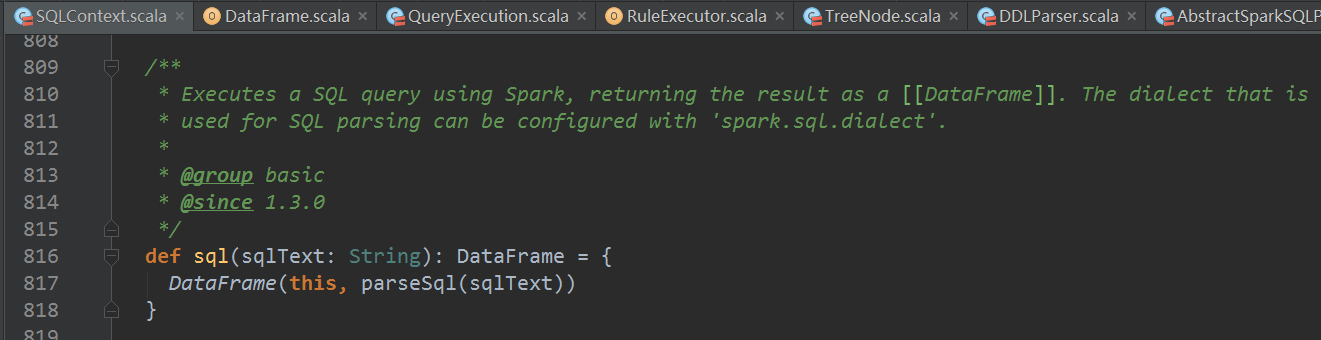 SQLContext.scala × DataFrame.scala × QueryExecution.scala × RuleExecutor.scala × TreeNode.scala × DDLParser.scala × AbstractSparkSQLP
808
809 /**
810 * Executes a SQL query using Spark, returning the result as a [[DataFrame]]. The dialect that is
811 * used for SQL parsing can be configured with 'spark.sql.dialect'.
812 *
813 * @group basic
814 * @since 1.3.0
815 */
816 def sql(sqlText: String): DataFrame = {
817 DataFrame(this, parseSql(sqlText))
818 }
819